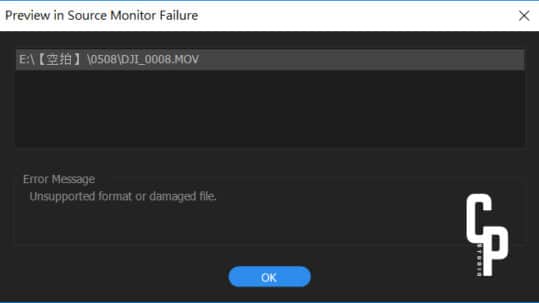 Preview in Source Monitor Failure
E:\【空拍】\0508\DJI_0008.MOV
Error Message
Unsupported format or damaged file.
CP
STUDIO
OK